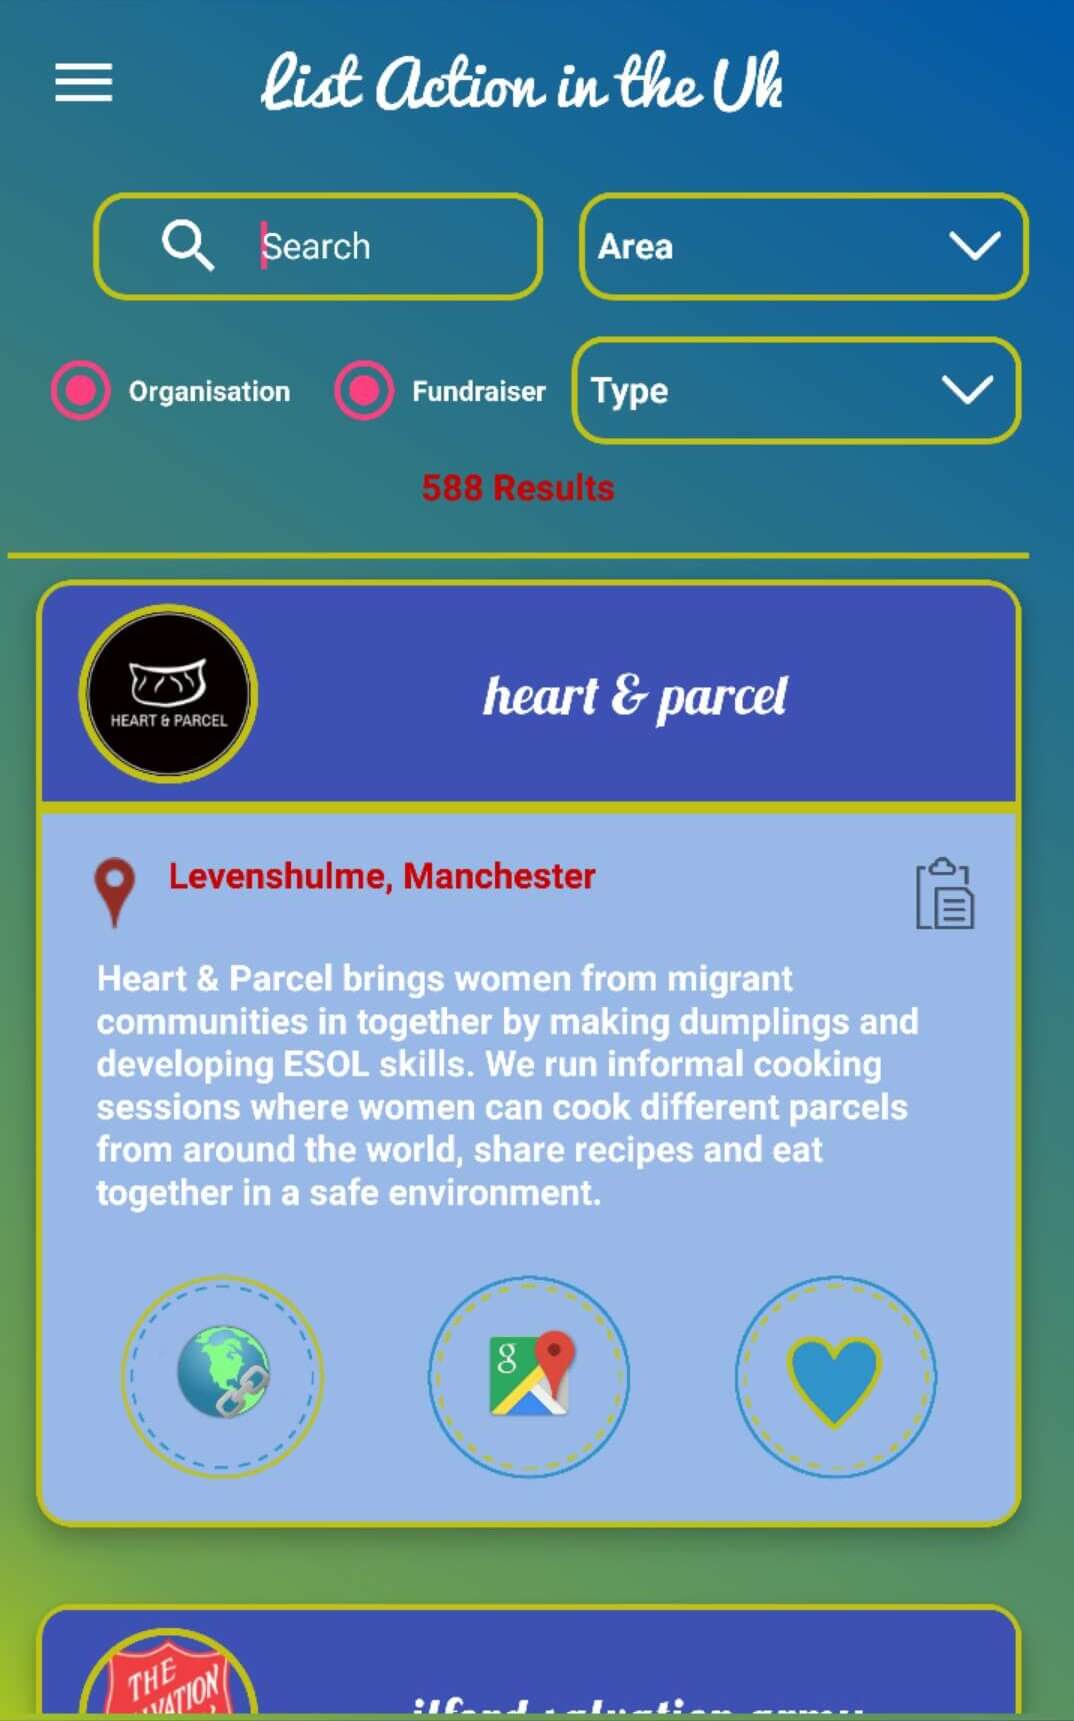 List Action in the Uk
Search
Area
Organisation
Fundraiser
Type
588 Results
HEART & PARCEL
heart & parcel
Levenshulme, Manchester
Heart & Parcel brings women from migrant
communities in together by making dumplings and
developing ESOL skills. We run informal cooking
sessions where women can cook different parcels
from around the world, share recipes and eat
together in a safe environment.
g
THE
ilford salvation army